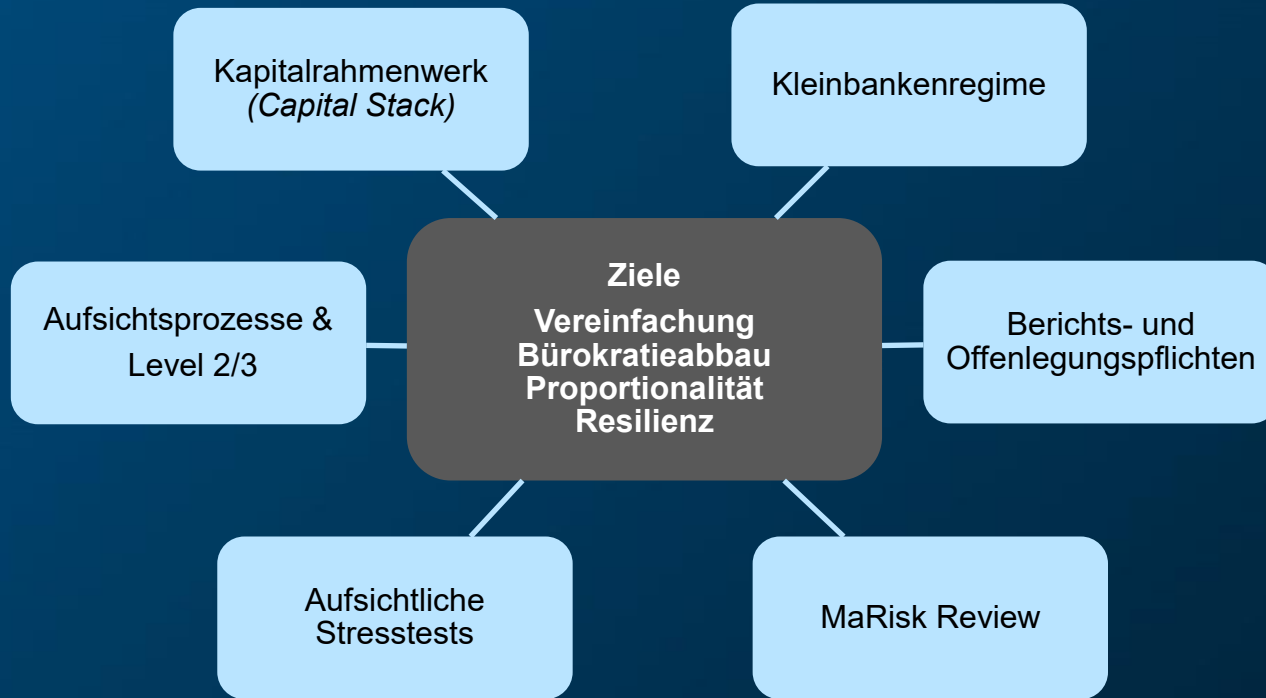 Kapitalrahmenwerk
(Capital Stack)
Kleinbankenregime
Aufsichtsprozesse &
Level 2/3
Ziele
Vereinfachung
Bürokratieabbau
Proportionalität
Resilienz
Berichts- und
Offenlegungspflichten
Aufsichtliche
Stresstests
MaRisk Review